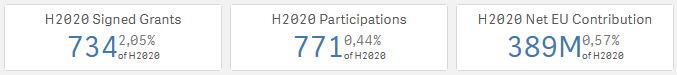 H2020 Signed Grants
734 2,05% of H2020
H2020 Participations
771 0,44% of H2020
H2020 Net EU Contribution
389M 0,57% of H2020